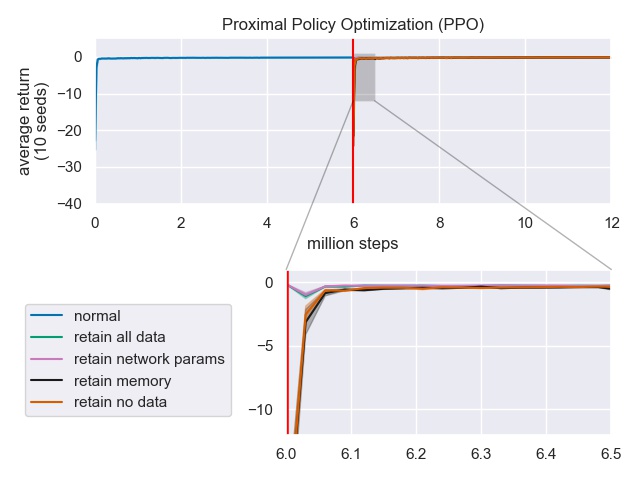 Proximal Policy Optimization (PPO)
average return
(10 seeds)
0
−10
−20
−30
−40
0 2 4 6 8 10 12
million steps
normal
retain all data
retain network params
retain memory
retain no data
0
−5
−10
6.0 6.1 6.2 6.3 6.4 6.5